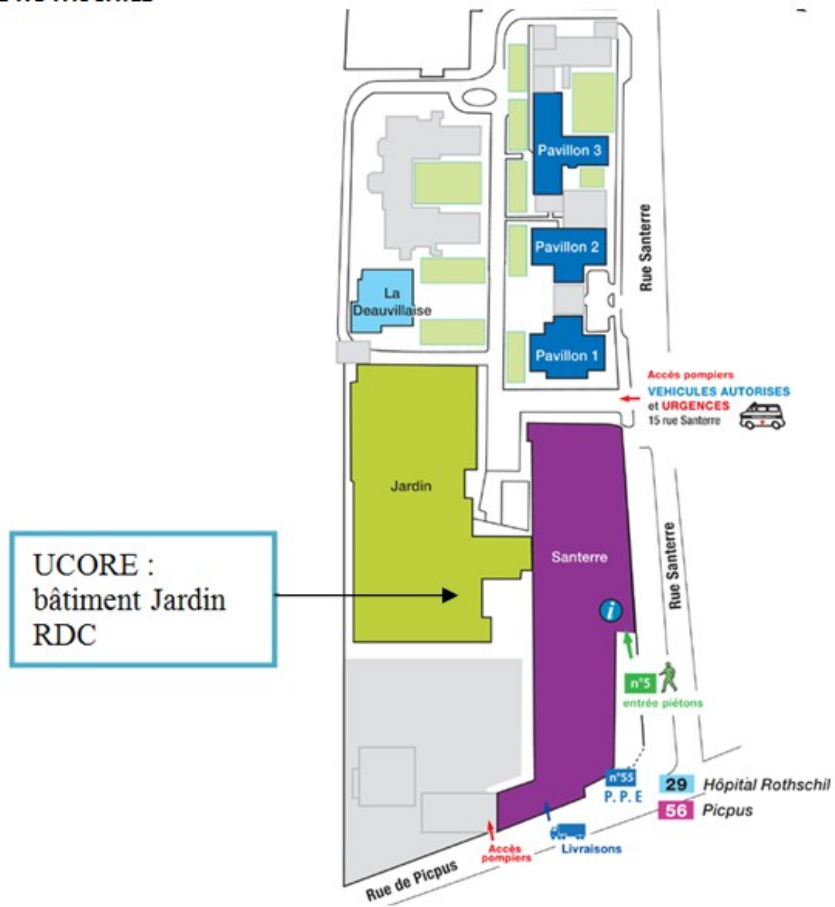 Pavillon 3
Rue Santerre
Pavillon 2
La
Deauvillaise
Pavillon 1
Accès pompiers
VEHICULES AUTORISES
et URGENCES
15 rue Santerre
Jardin
Santerre
Rue Santerre
UCORE :
bâtiment Jardin
RDC
i
n°5
entrée piétons
n°55
P. P. E
29 Hôpital Rothschil
56 Picpus
Accès
pompiers
Livraisons
Rue de Picpus